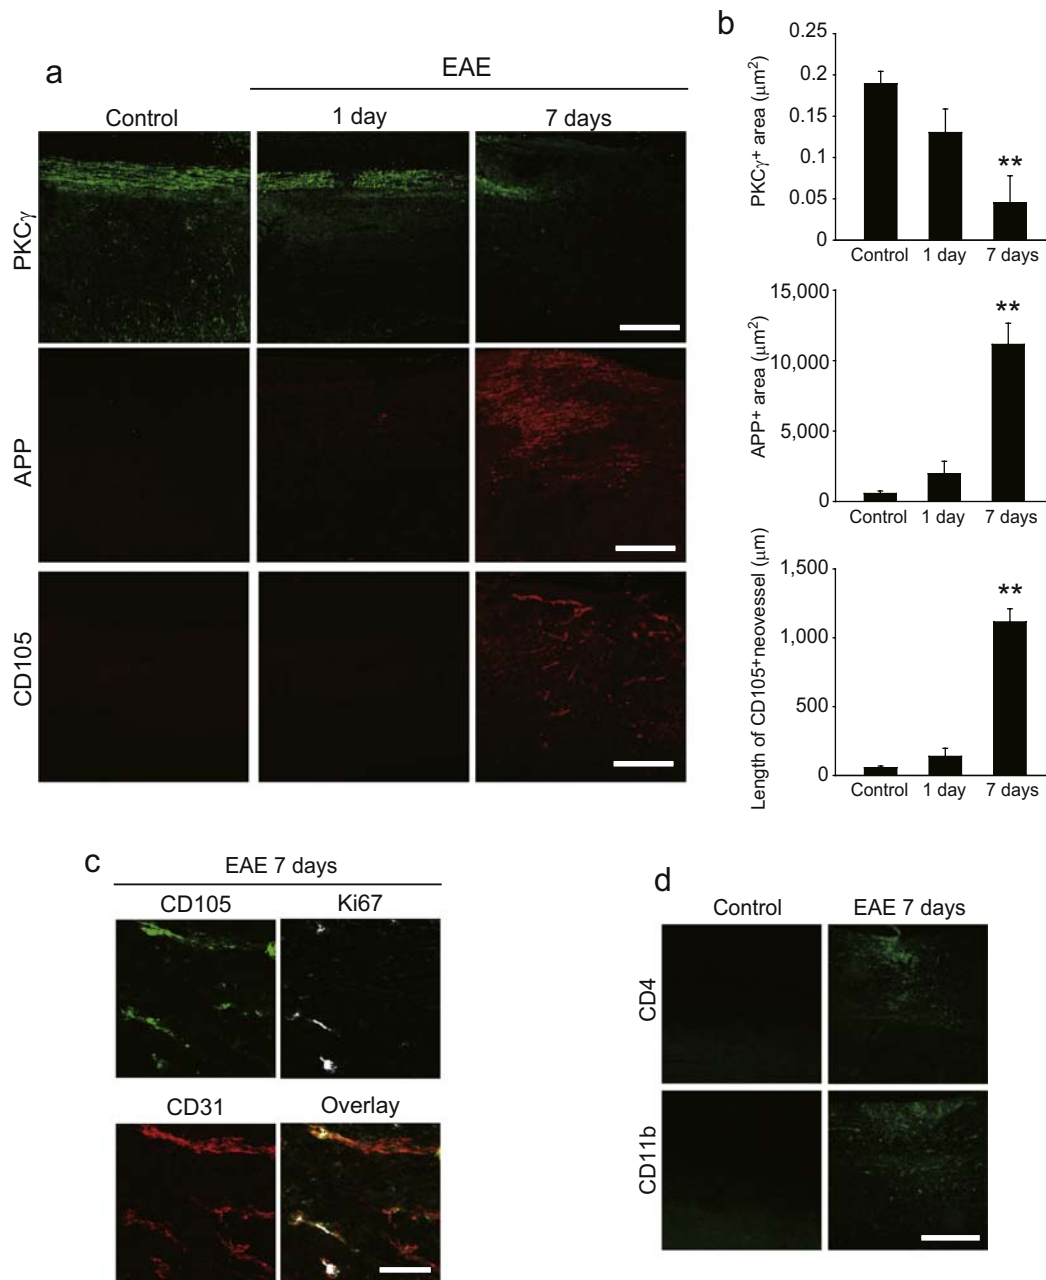 a
EAE
Control
1 day
7 days
PKCγ
APP
CD105
b
PKCγ+ area (μm2)
0.25
0.2
0.15
0.1
0.05
0
**
Control 1 day 7 days
APP+ area (μm2)
15,000
10,000
5,000
0
**
Control 1 day 7 days
Length of CD105+neovessel (μm)
1,500
1,000
500
0
**
Control 1 day 7 days
c
EAE 7 days
CD105 Ki67
CD31 Overlay
d
Control EAE 7 days
CD4
CD11b